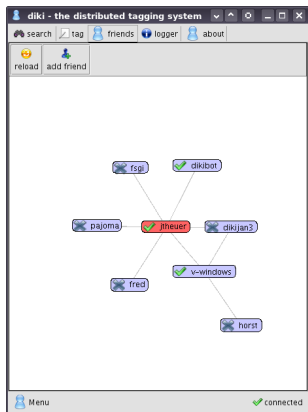 diki - the distributed tagging system
search tag friends logger about
reload add friend
fsgi dikibot
pajoma jtheuer dikijan3
v-windows
fred
horst
Menu connected